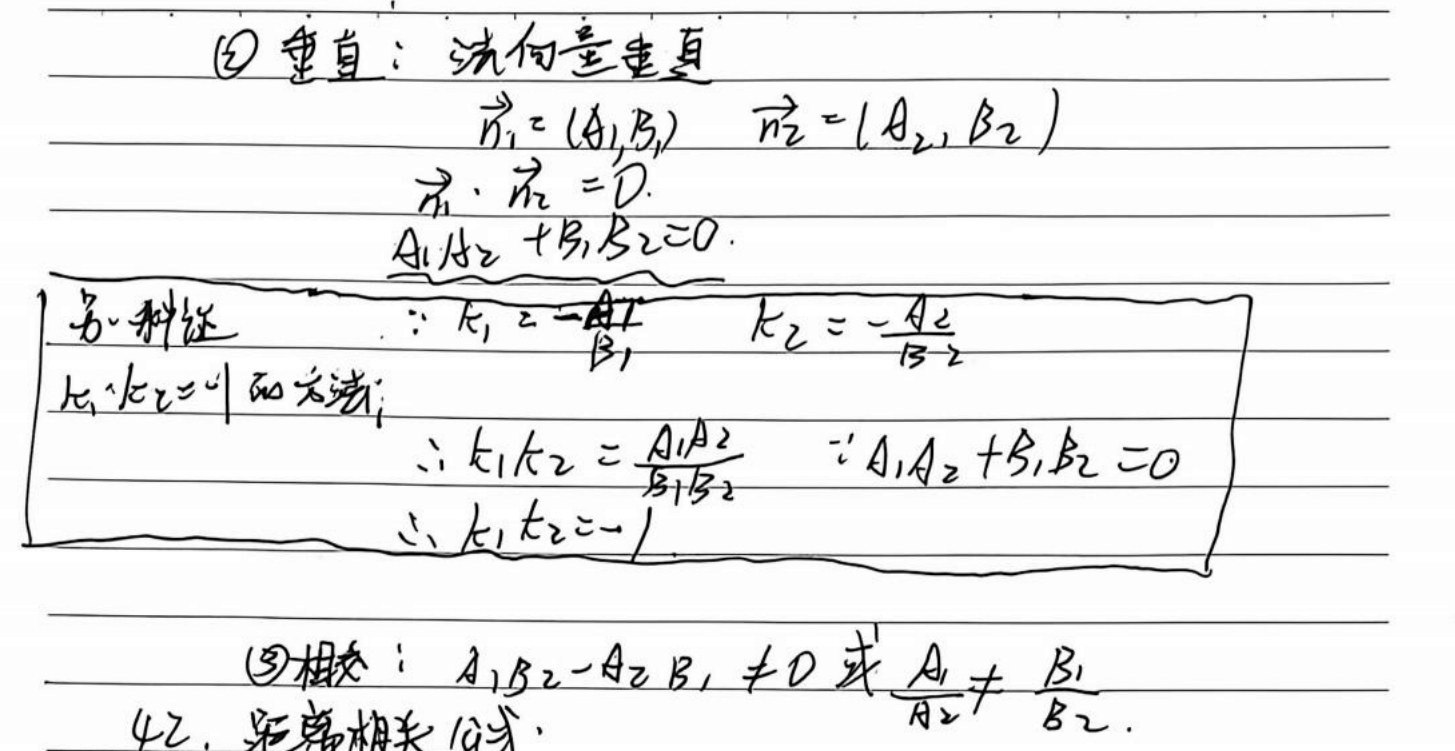 ② 垂直：法向量垂直
n₁⃗ = (A₁,B₁) n₂⃗ = (A₂, B₂)
n₁⃗ · n₂⃗ = 0.
A₁A₂ + B₁B₂ = 0.
另一种证 ∵ k₁ = -A₁/B₁ k₂ = -A₂/B₂
k₁·k₂ = -1 的方法;
∴ k₁k₂ = A₁A₂/B₁B₂ ∵ A₁A₂ + B₁B₂ = 0
∴ k₁k₂ = -1
③ 相交：A₁B₂ - A₂B₁ ≠ 0 或 A₁/A₂ ≠ B₁/B₂.
42. 距离相关公式.